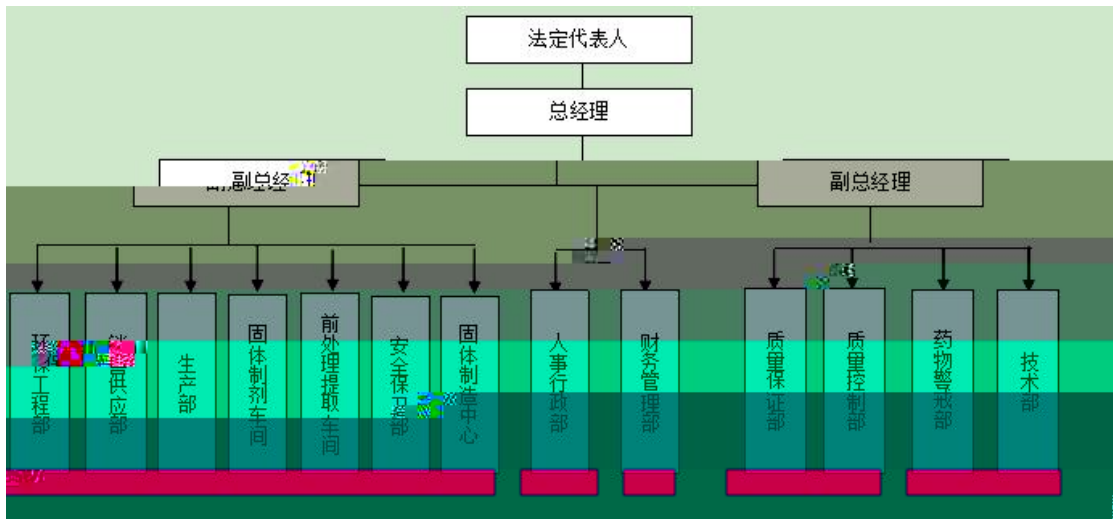 法定代表人
总经理
副总经理
副总经理
环保工程部
供应部
生产部
固体制剂车间
前处理提取车间
安全保卫部
固体制造中心
人事行政部
财务管理部
质量保证部
质量控制部
药物警戒部
技术部